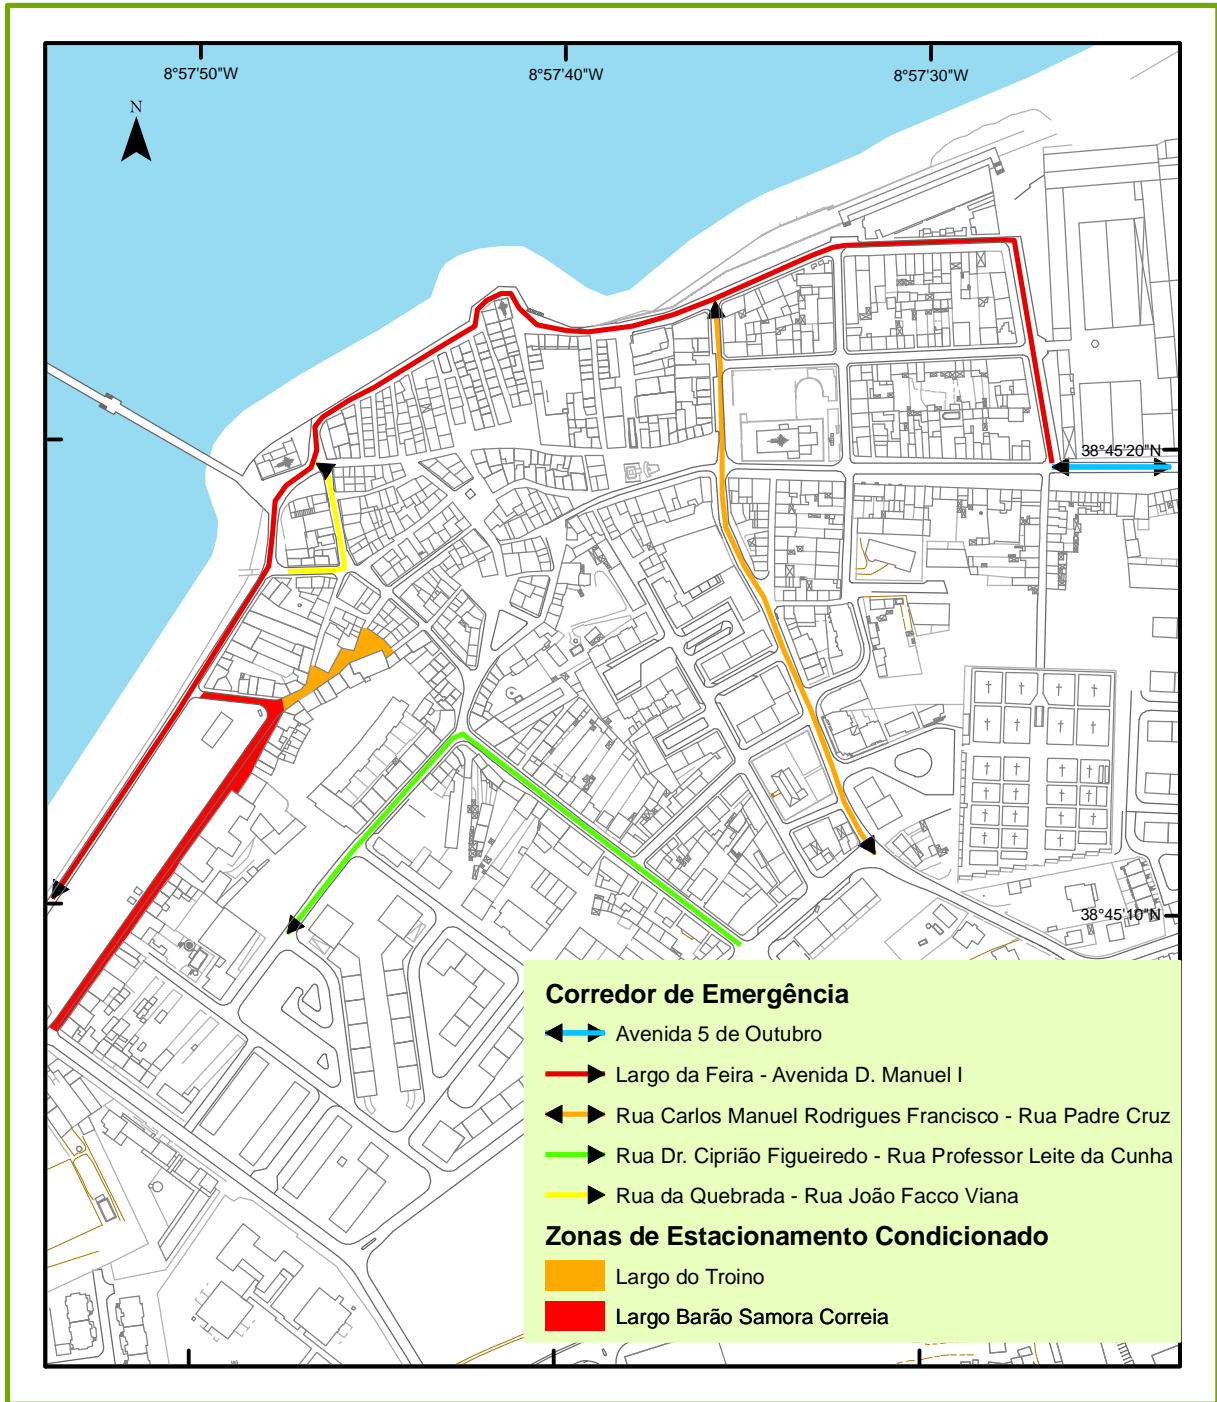 8°57'50"W
8°57'40"W
8°57'30"W
N
38°45'20"N
38°45'10"N
Corredor de Emergência
Avenida 5 de Outubro
Largo da Feira - Avenida D. Manuel I
Rua Carlos Manuel Rodrigues Francisco - Rua Padre Cruz
Rua Dr. Ciprião Figueiredo - Rua Professor Leite da Cunha
Rua da Quebrada - Rua João Facco Viana
Zonas de Estacionamento Condicionado
Largo do Troino
Largo Barão Samora Correia